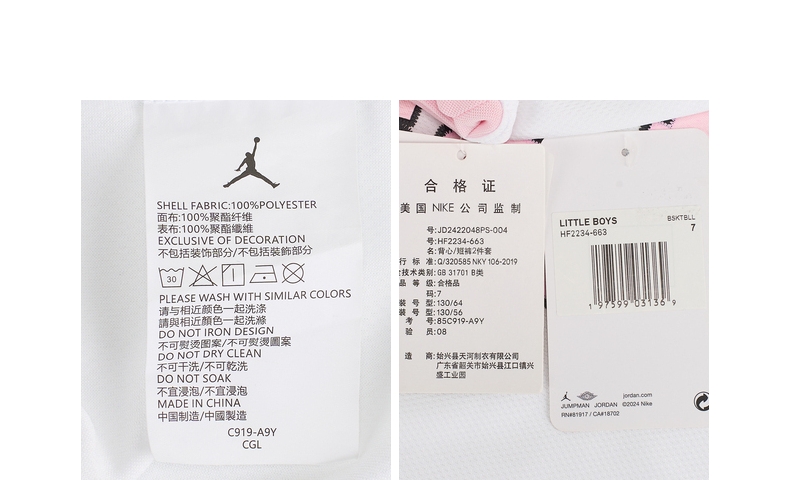 SHELL FABRIC:100%POLYESTER
面布:100%聚酯纤维
表布:100%聚酯纖維
EXCLUSIVE OF DECORATION
不包括装饰部分/不包括裝飾部分
30
PLEASE WASH WITH SIMILAR COLORS
请与相近颜色一起洗涤
請與相近顏色一起洗滌
DO NOT IRON DESIGN
不可熨烫图案/不可熨燙圖案
DO NOT DRY CLEAN
不可干洗/不可乾洗
DO NOT SOAK
不宜浸泡/不宜浸泡
MADE IN CHINA
中国制造/中國製造
C919-A9Y
CGL
合格证
美国 NIKE 公司监制
号:JD2422048PS-004
号:HF2234-663
名:背心/短裤2件套
行 标 准:Q/320585 NKY 106-2019
技术类别:GB 31701 B类
品 等 级:合格品
码:7
装 号 型:130/64
装 号 型:130/56
考 号:85C919-A9Y
验 员:08
造 商:始兴县天河制衣有限公司
广东省韶关市始兴县江口镇兴
盛工业园
LITTLE BOYS
HF2234-663
BSKTBLL
7
1 97599 03136 9
JUMPMAN JORDAN
jordan.com
©2024 Nike
RN#81917 / CA#18702